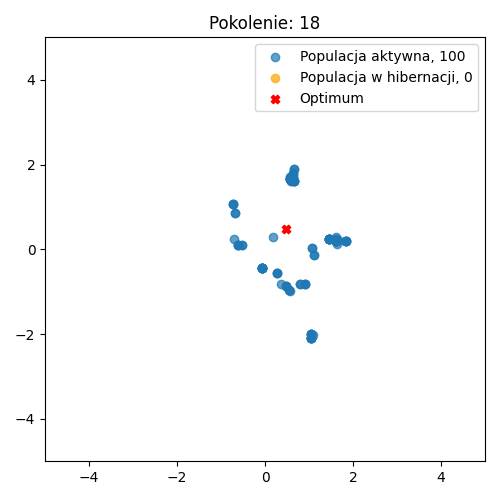 Pokolenie: 18
Populacja aktywna, 100
Populacja w hibernacji, 0
Optimum
4
2
0
−2
−4
−4 −2 0 2 4